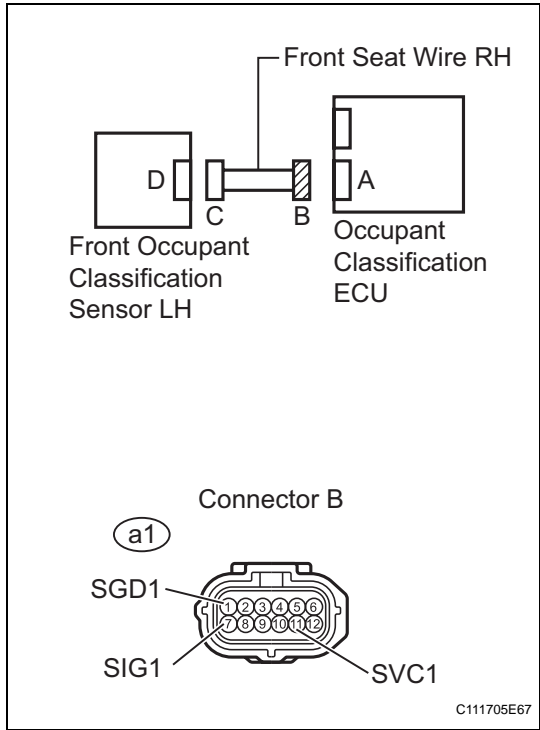 Front Seat Wire RH
D
A
C
B
Front Occupant
Classification
Sensor LH
Occupant
Classification
ECU
Connector B
a1
SGD1
1 2 3 4 5 6
7 8 9 10 11 12
SIG1
SVC1
C111705E67